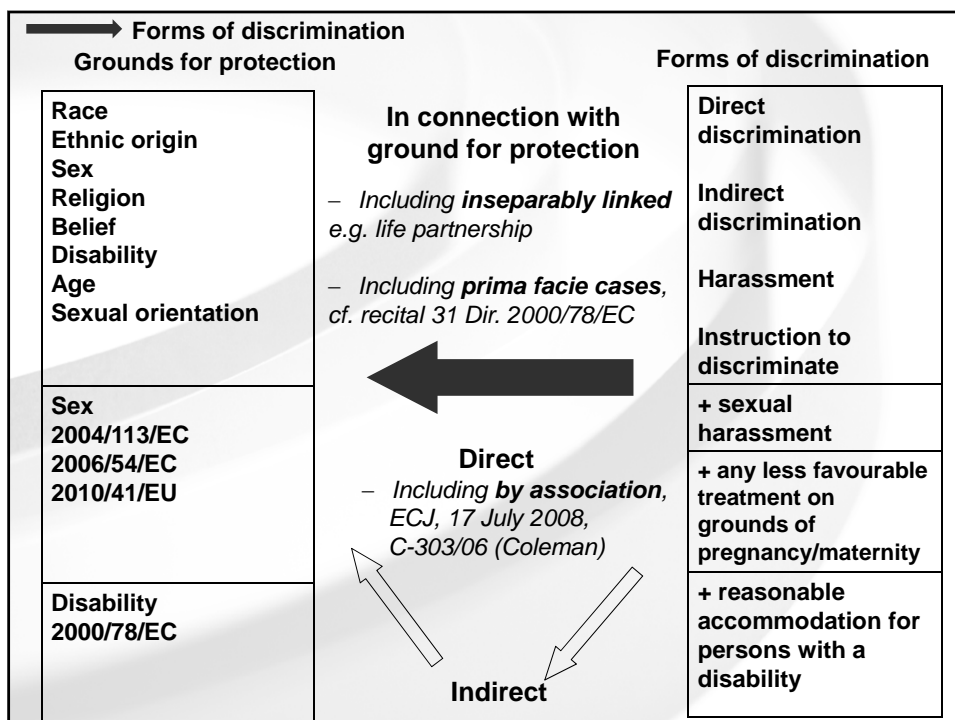 Forms of discrimination
Grounds for protection
Race
Ethnic origin
Sex
Religion
Belief
Disability
Age
Sexual orientation
Sex
2004/113/EC
2006/54/EC
2010/41/EU
Disability
2000/78/EC
In connection with
ground for protection
– Including inseparably linked
e.g. life partnership
– Including prima facie cases,
cf. recital 31 Dir. 2000/78/EC
Direct
– Including by association,
ECJ, 17 July 2008,
C-303/06 (Coleman)
Indirect
Forms of discrimination
Direct
discrimination
Indirect
discrimination
Harassment
Instruction to
discriminate
+ sexual
harassment
+ any less favourable
treatment on
grounds of
pregnancy/maternity
+ reasonable
accommodation for
persons with a
disability